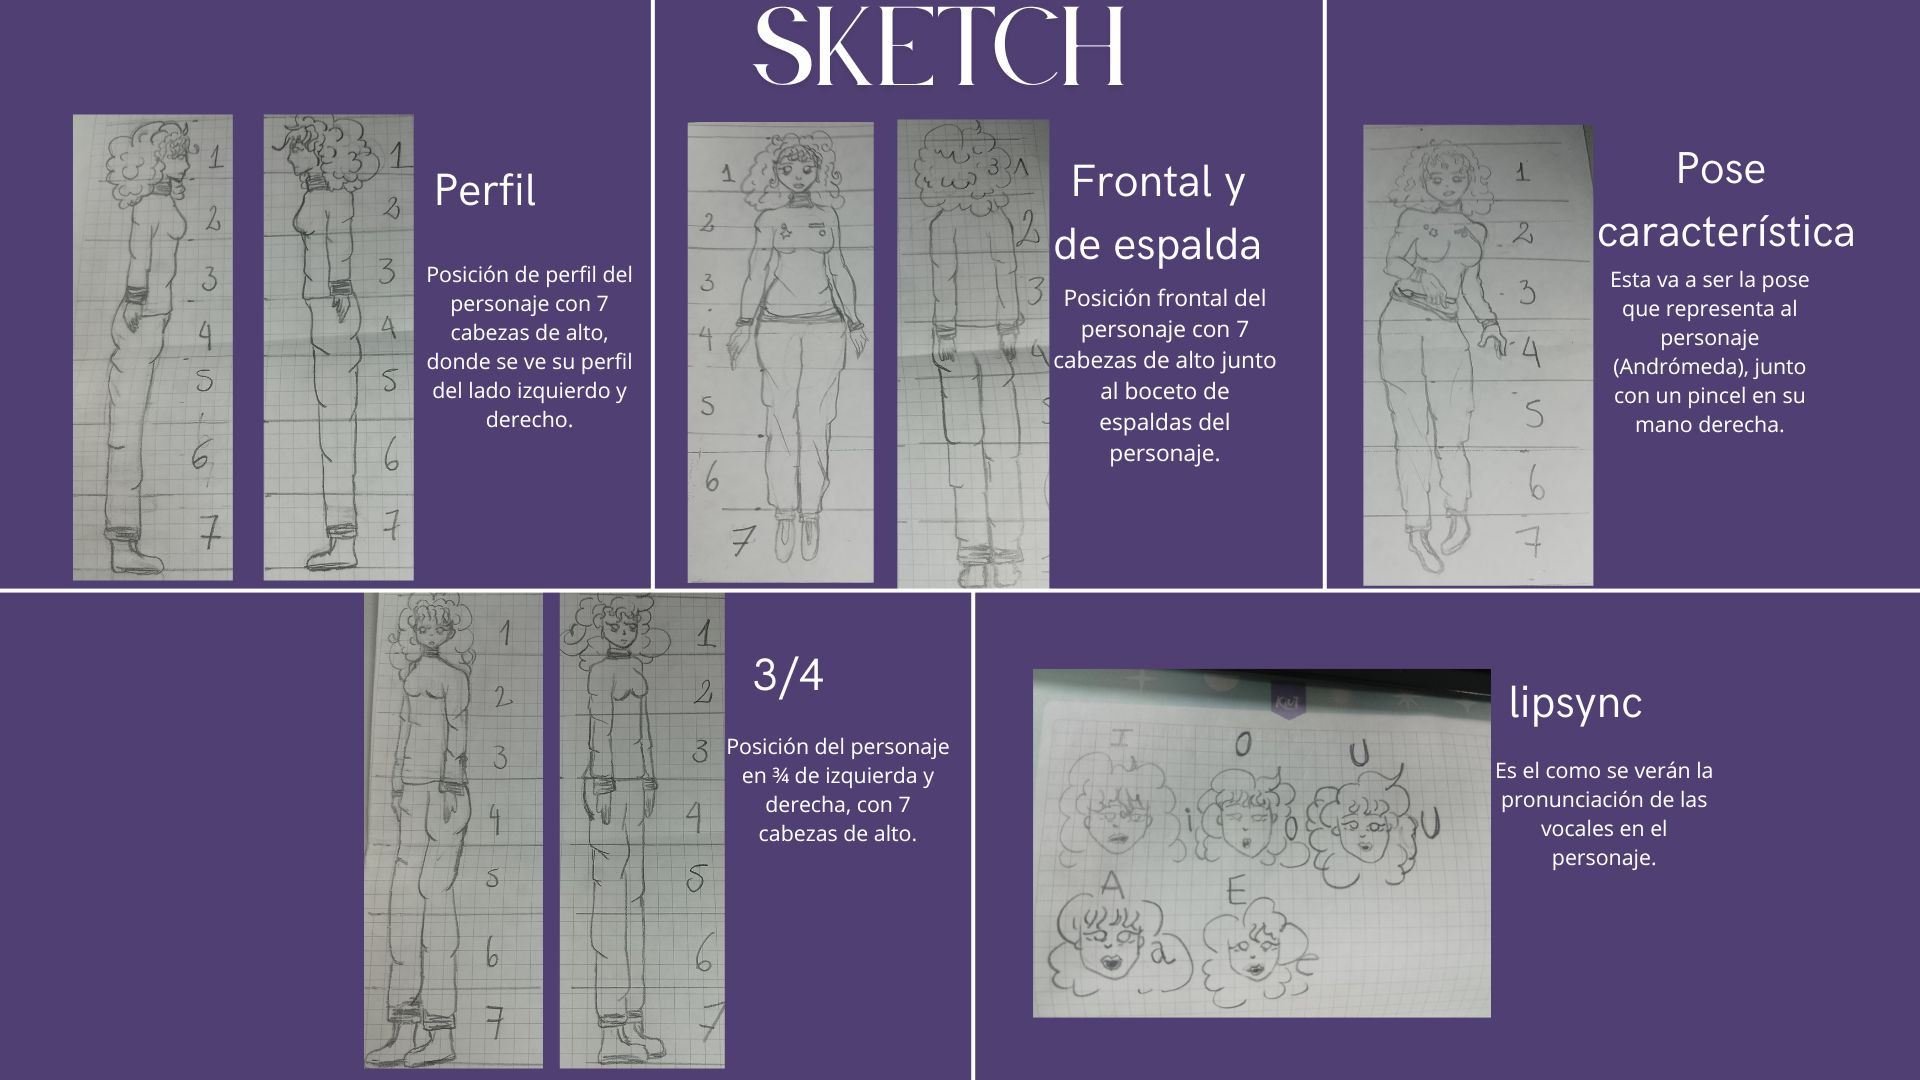 SKETCH
Perfil
Posición de perfil del
personaje con 7
cabezas de alto,
donde se ve su perfil
del lado izquierdo y
derecho.
1
2
3
4
5
6
7
1
2
3
4
5
6
7
Frontal y
de espalda
Posición frontal del
personaje con 7
cabezas de alto junto
al boceto de
espaldas del
personaje.
1
2
3
4
5
6
7
1
2
3
4
Pose
característica
Esta va a ser la pose
que representa al
personaje
(Andrómeda), junto
con un pincel en su
mano derecha.
1
2
3
4
5
6
7
3/4
Posición del personaje
en ¾ de izquierda y
derecha, con 7
cabezas de alto.
1
2
3
4
5
6
7
1
2
3
4
5
6
7
lipsync
Es el como se verán la
pronunciación de las
vocales en el
personaje.
I
O
U
i
o
U
A
E
a
e